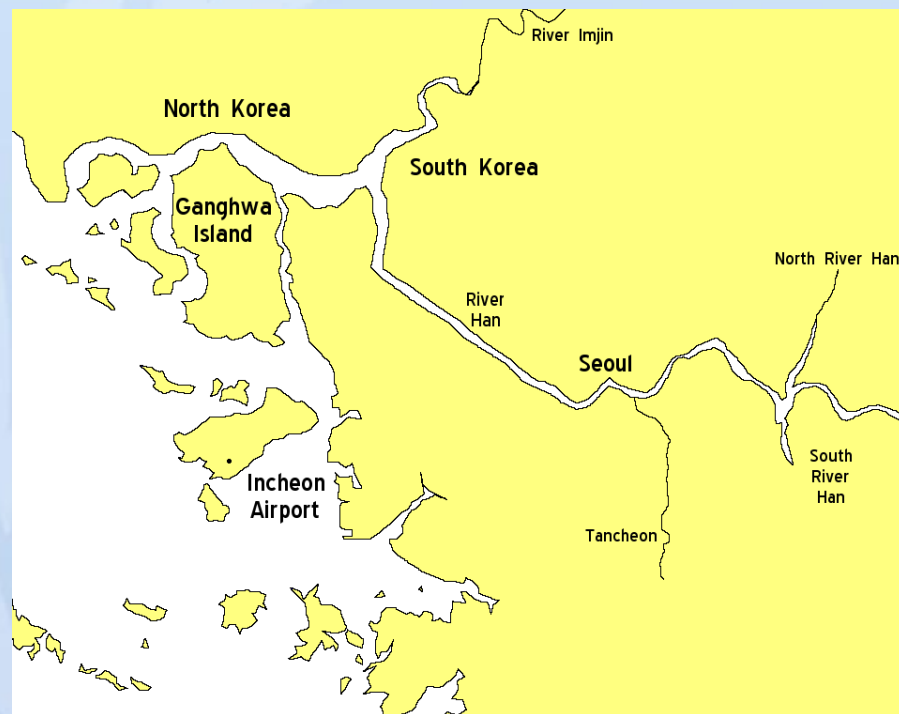 River Imjin
North Korea
South Korea
Ganghwa
Island
North River Han
River
Han
Seoul
South
River
Han
Incheon
Airport
Tancheon